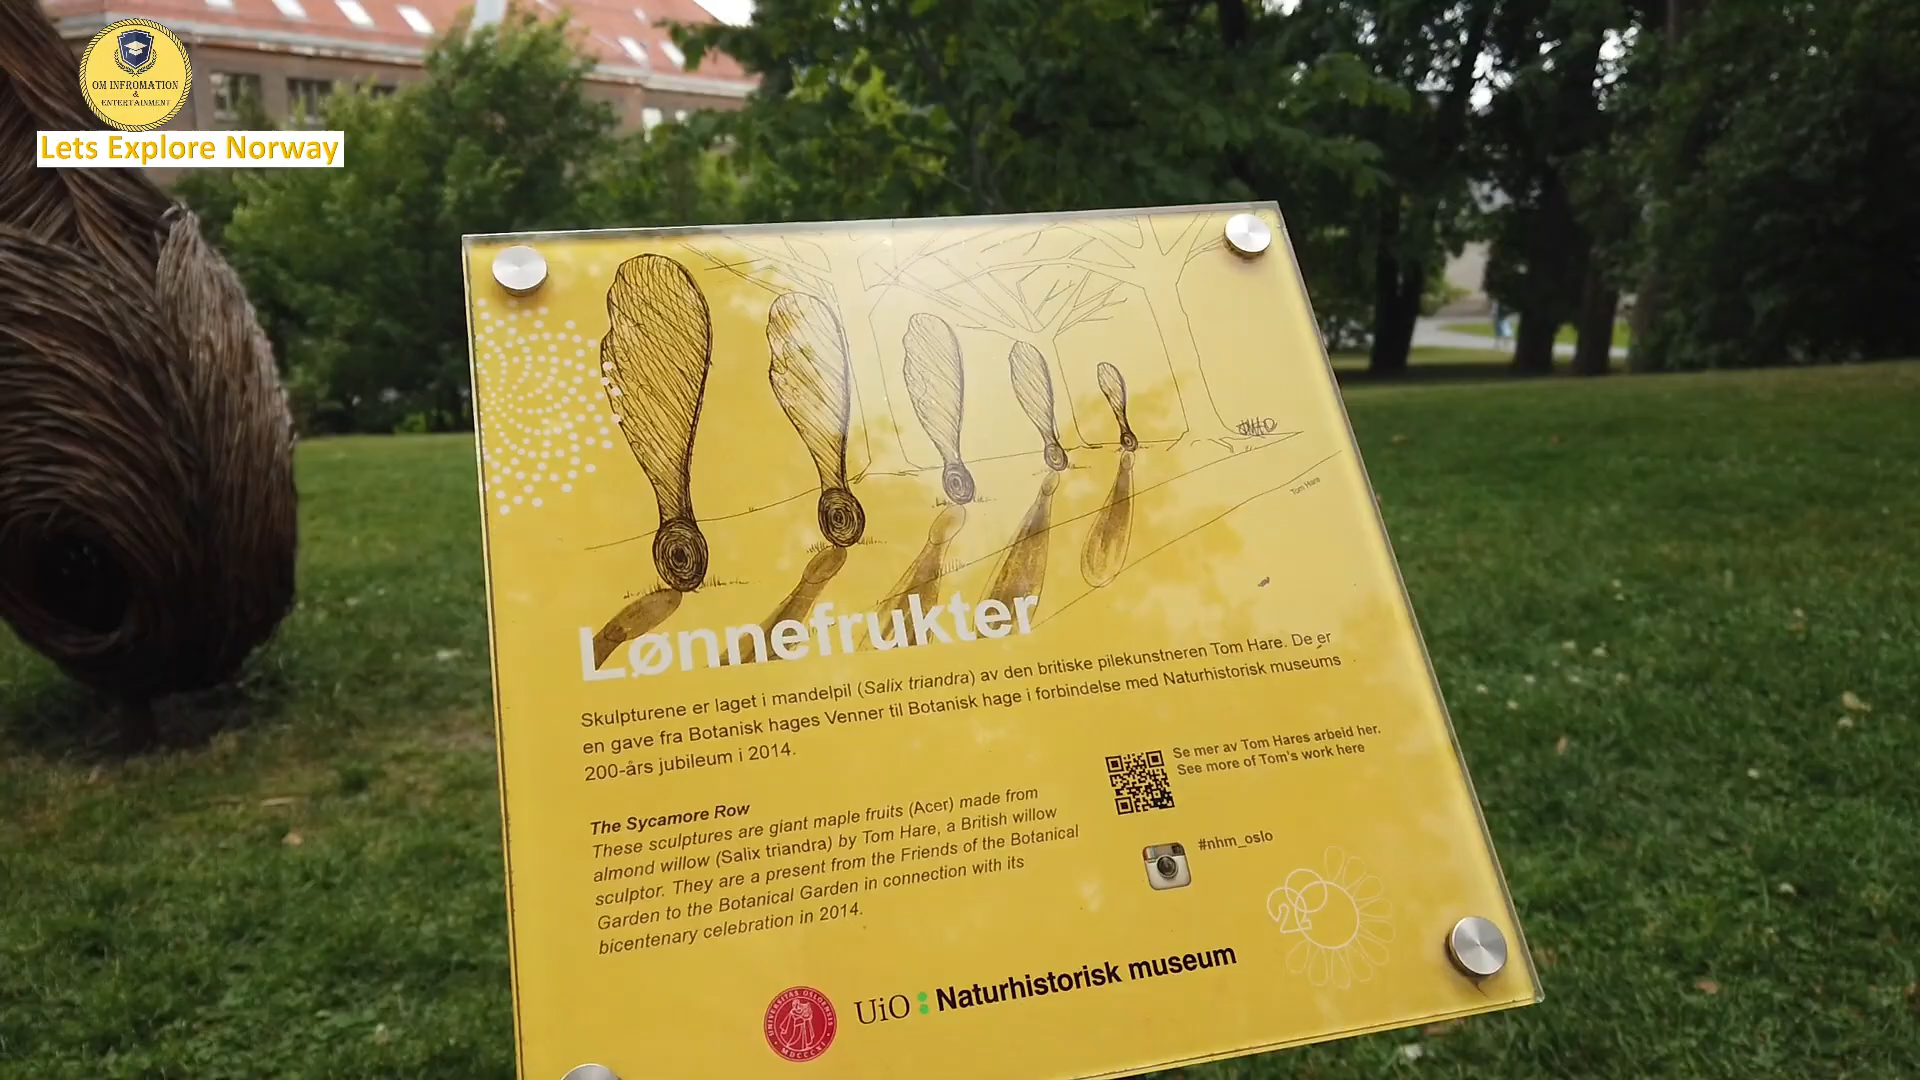 OM INFROMATION
&
ENTERTAINMENT
Lets Explore Norway
Tom Hare
Lønnefrukter
Skulpturene er laget i mandelpil (Salix triandra) av den britiske pilekunstneren Tom Hare. De er
en gave fra Botanisk hages Venner til Botanisk hage i forbindelse med Naturhistorisk museums
200-års jubileum i 2014.
Se mer av Tom Hares arbeid her.
See more of Tom's work here
The Sycamore Row
These sculptures are giant maple fruits (Acer) made from
almond willow (Salix triandra) by Tom Hare, a British willow
sculptor. They are a present from the Friends of the Botanical
Garden to the Botanical Garden in connection with its
bicentenary celebration in 2014.
#nhm_oslo
UNIVERSITAS OSLOENSIS
MDCCCXI
UiO : Naturhistorisk museum